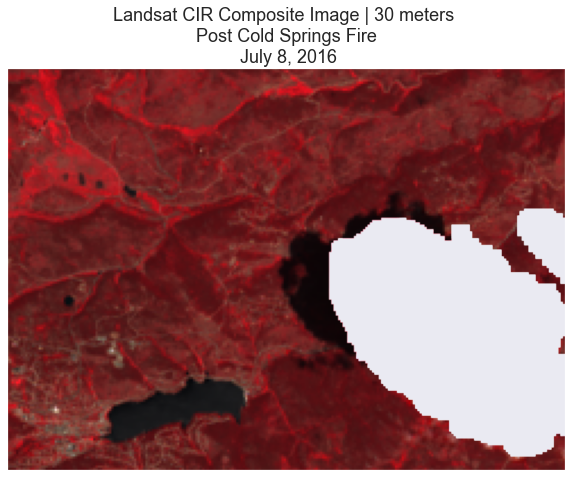 Landsat CIR Composite Image | 30 meters
Post Cold Springs Fire
July 8, 2016